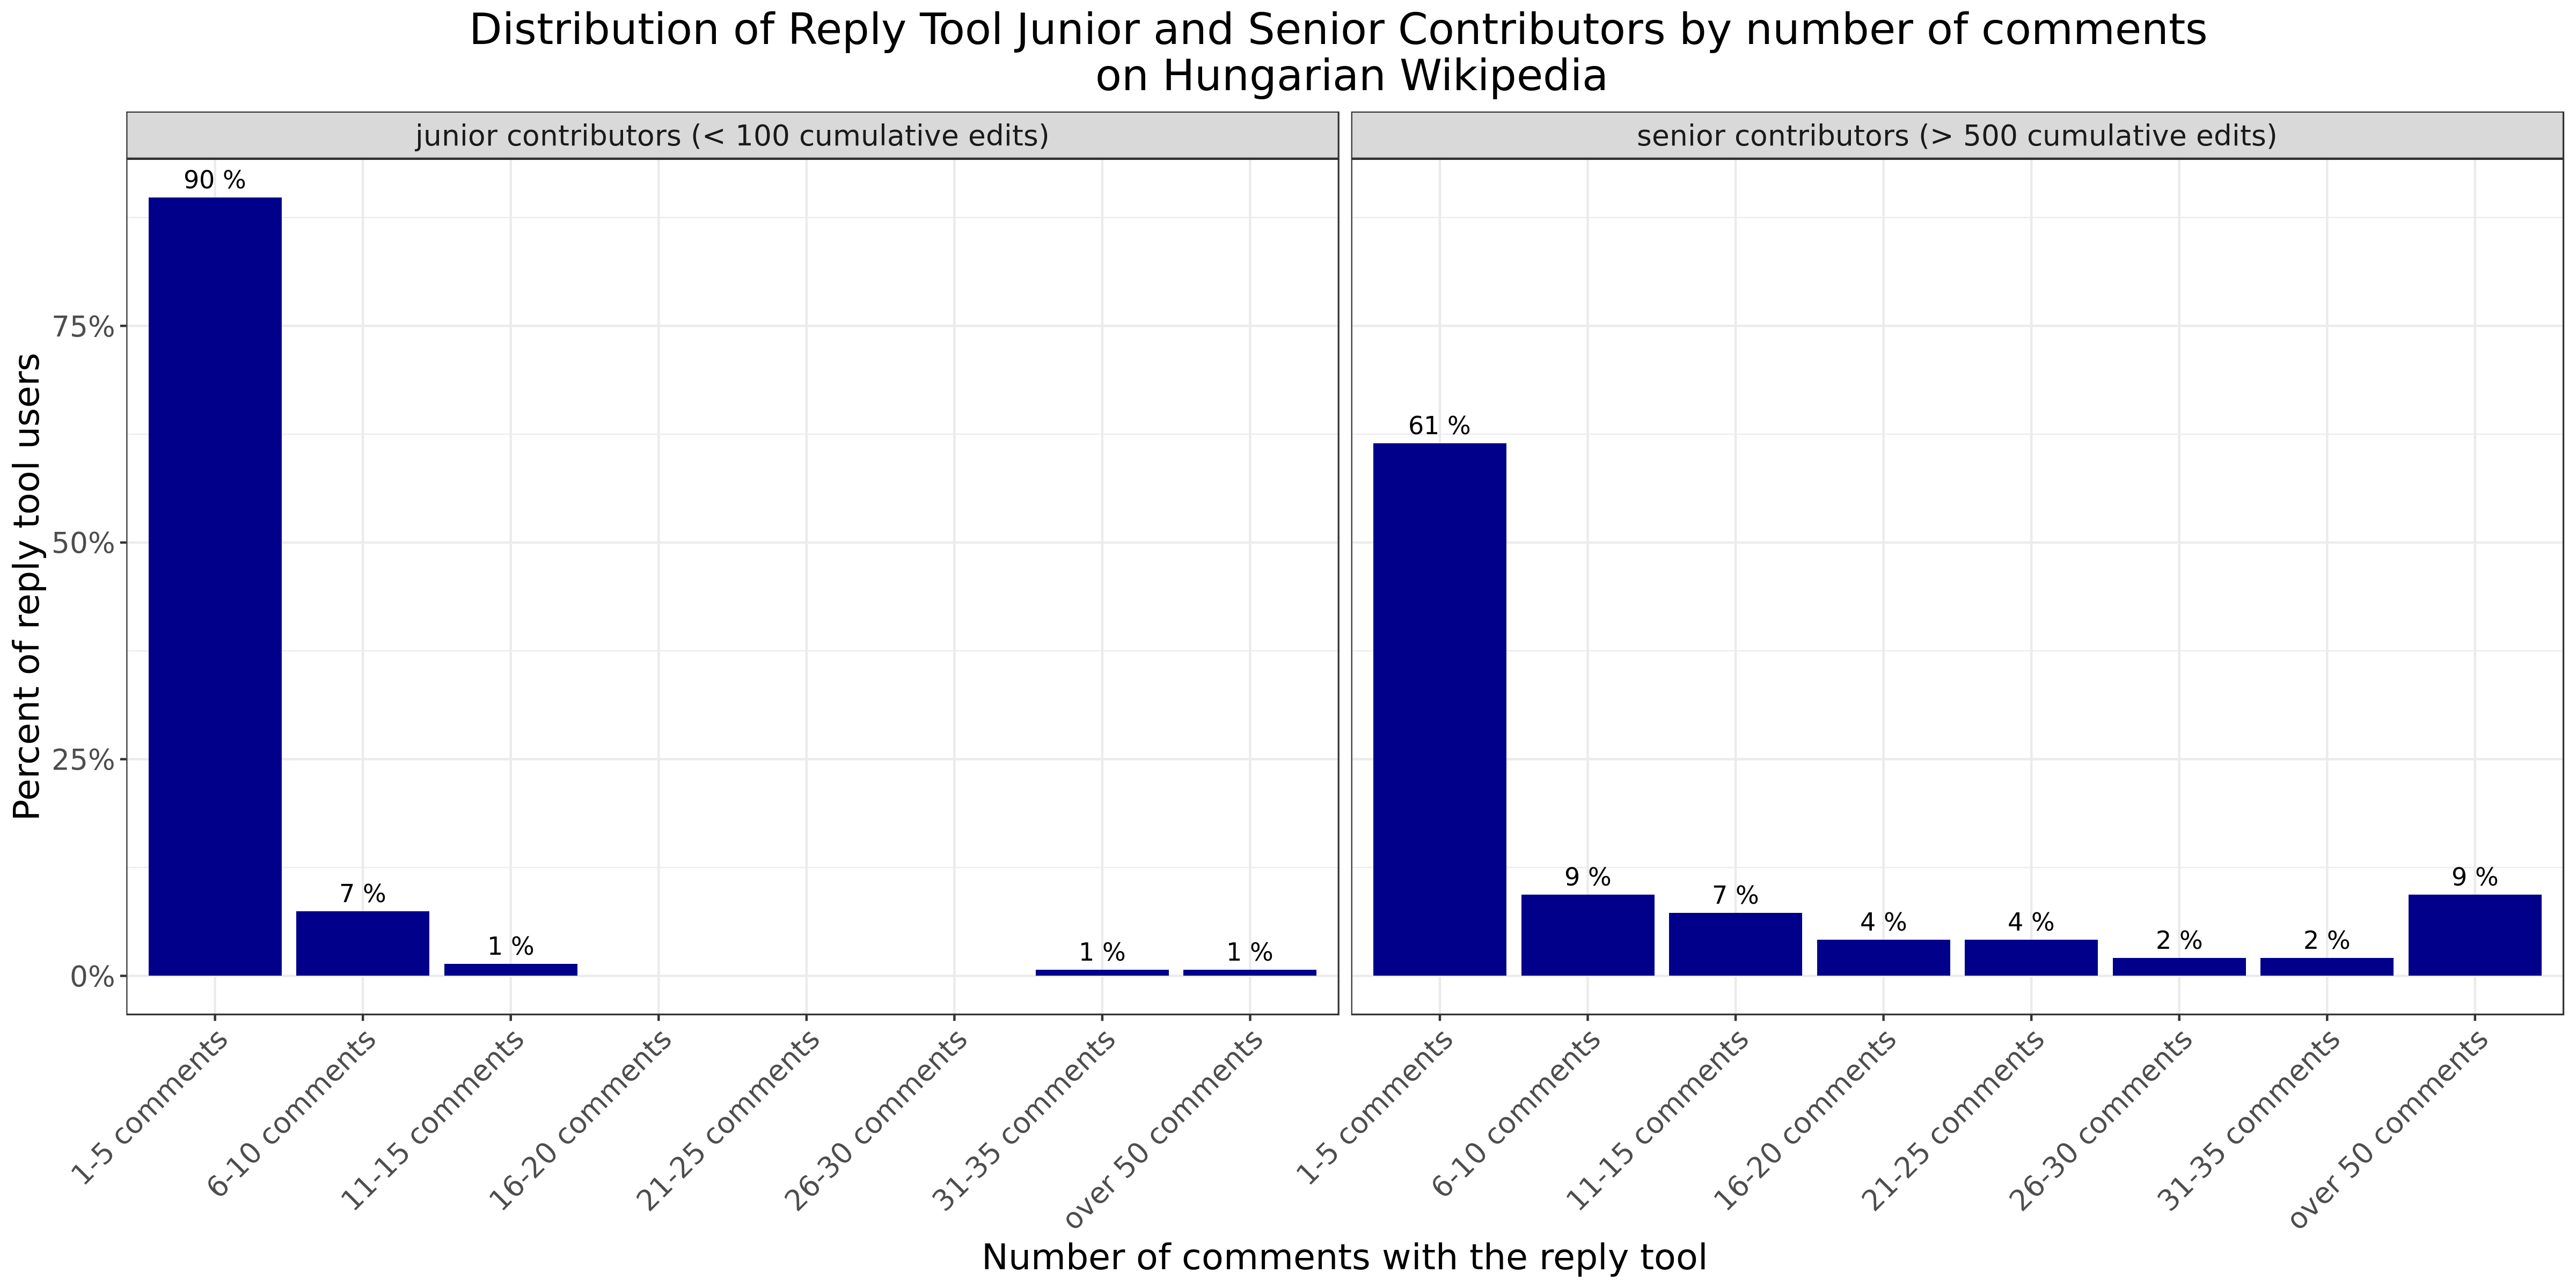 Distribution of Reply Tool Junior and Senior Contributors by number of comments
on Hungarian Wikipedia
junior contributors (< 100 cumulative edits)
senior contributors (> 500 cumulative edits)
Percent of reply tool users
75%
50%
25%
0%
90 %
7 %
1 %
1 %
1 %
61 %
9 %
7 %
4 %
4 %
2 %
2 %
9 %
1-5 comments
6-10 comments
11-15 comments
16-20 comments
21-25 comments
26-30 comments
31-35 comments
over 50 comments
1-5 comments
6-10 comments
11-15 comments
16-20 comments
21-25 comments
26-30 comments
31-35 comments
over 50 comments
Number of comments with the reply tool